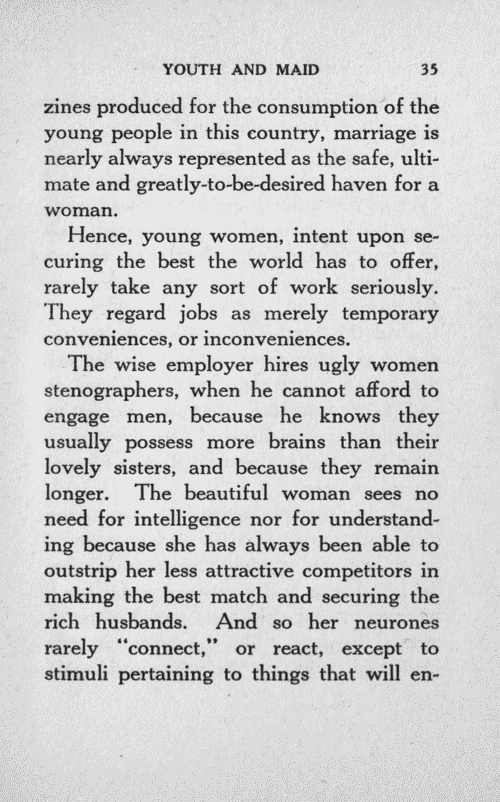 YOUTH AND MAID 35
zines produced for the consumption of the
young people in this country, marriage is
nearly always represented as the safe, ulti-
mate and greatly-to-be-desired haven for a
woman.
Hence, young women, intent upon se-
curing the best the world has to offer,
rarely take any sort of work seriously.
They regard jobs as merely temporary
conveniences, or inconveniences.
The wise employer hires ugly women
stenographers, when he cannot afford to
engage men, because he knows they
usually possess more brains than their
lovely sisters, and because they remain
longer. The beautiful woman sees no
need for intelligence nor for understand-
ing because she has always been able to
outstrip her less attractive competitors in
making the best match and securing the
rich husbands. And so her neurones
rarely “connect,” or react, except to
stimuli pertaining to things that will en-